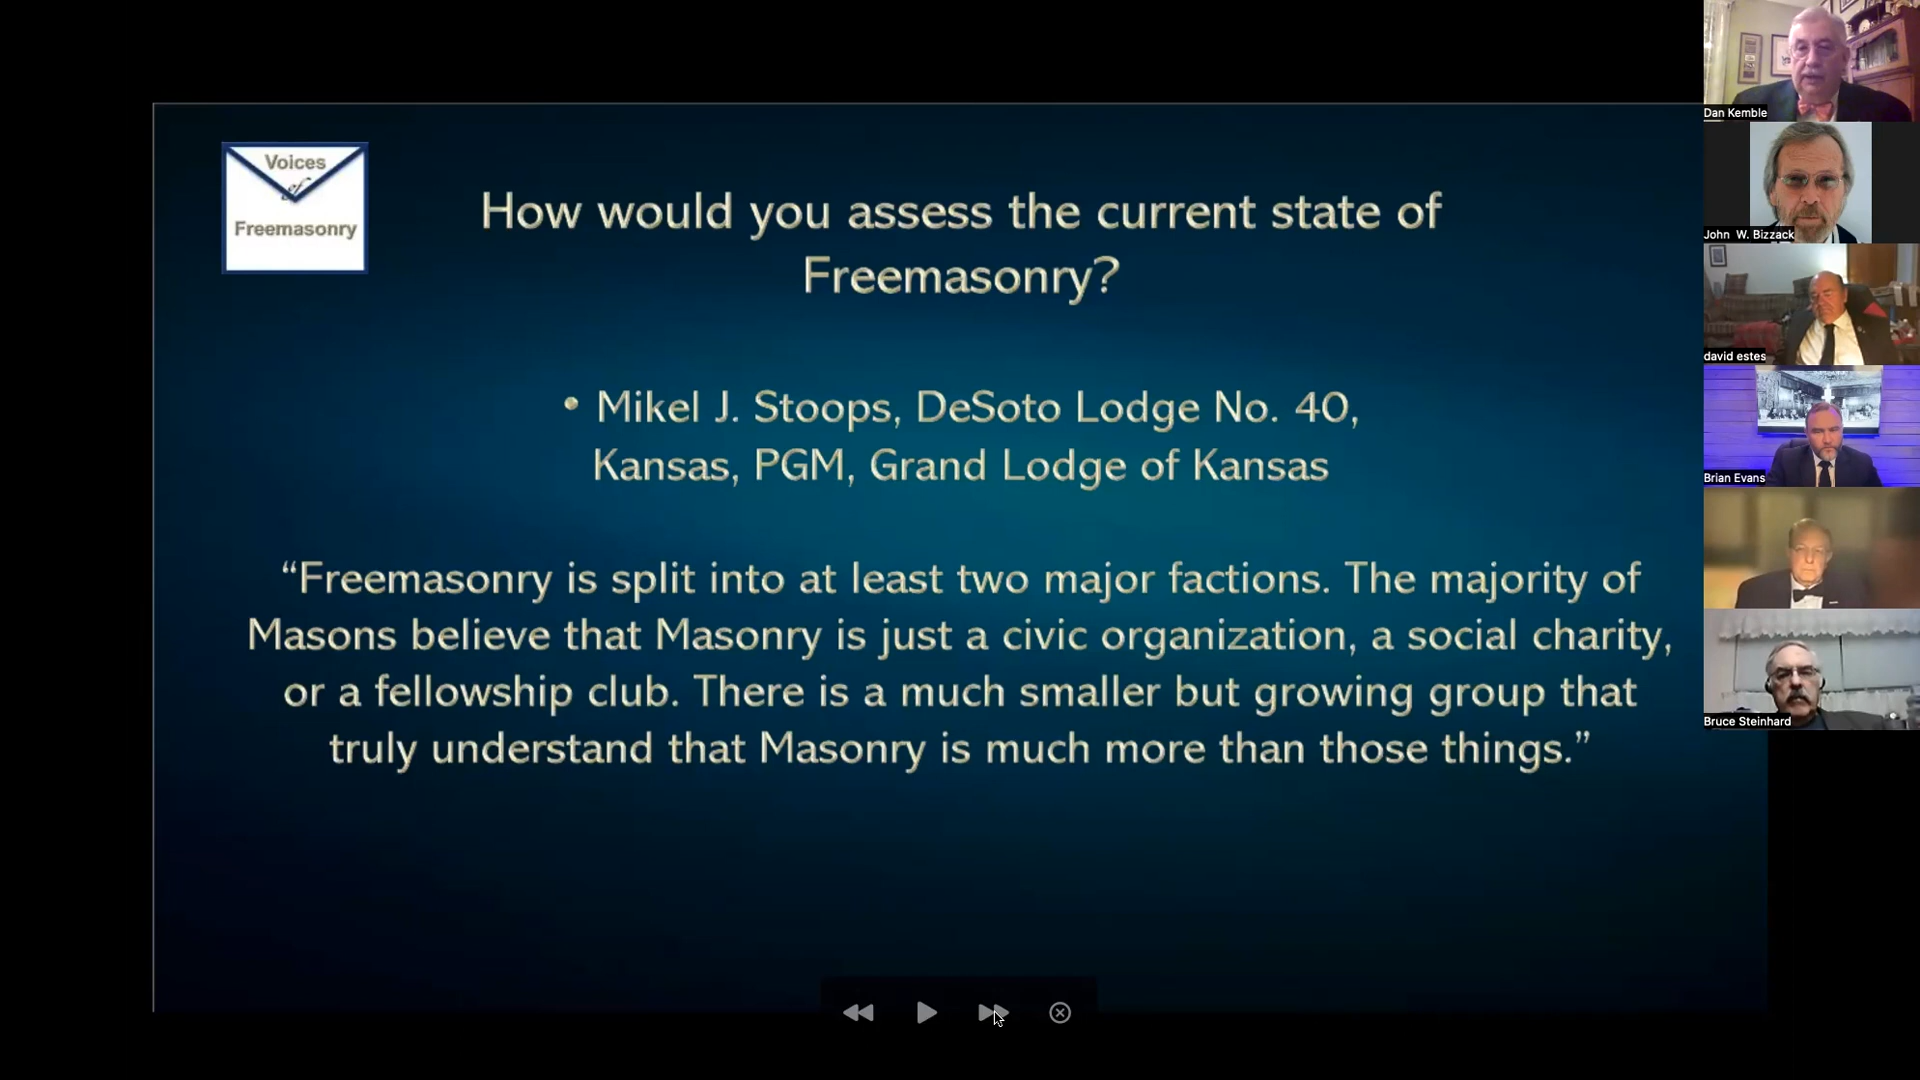 Voices
of
Freemasonry
How would you assess the current state of
Freemasonry?
• Mikel J. Stoops, DeSoto Lodge No. 40,
Kansas, PGM, Grand Lodge of Kansas
“Freemasonry is split into at least two major factions. The majority of
Masons believe that Masonry is just a civic organization, a social charity,
or a fellowship club. There is a much smaller but growing group that
truly understand that Masonry is much more than those things.”
Dan Kemble
John W. Bizzack
david estes
Brian Evans
Bruce Steinhard